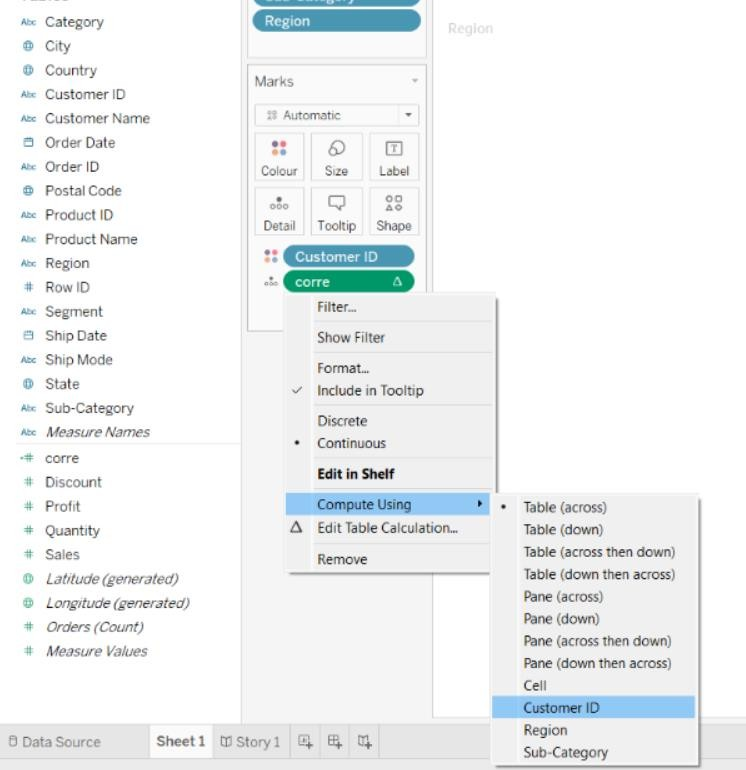 Category
City
Country
Customer ID
Customer Name
Order Date
Order ID
Postal Code
Product ID
Product Name
Region
Row ID
Segment
Ship Date
Ship Mode
State
Sub-Category
Measure Names
corre
Discount
Profit
Quantity
Sales
Latitude (generated)
Longitude (generated)
Orders (Count)
Measure Values
Region
Marks
Automatic
Colour
Size
Label
Detail
Tooltip
Shape
Customer ID
corre
Region
Filter...
Show Filter
Format...
Include in Tooltip
Discrete
Continuous
Edit in Shelf
Compute Using
Edit Table Calculation...
Remove
Table (across)
Table (down)
Table (across then down)
Table (down then across)
Pane (across)
Pane (down)
Pane (across then down)
Pane (down then across)
Cell
Customer ID
Region
Sub-Category
Data Source
Sheet 1
Story 1